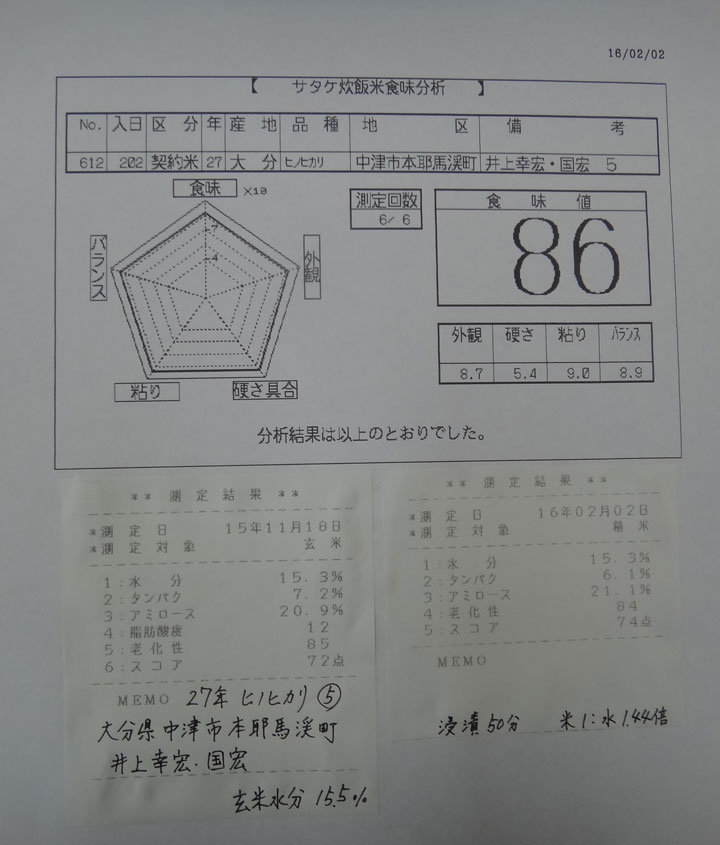 16/02/02
【 サタケ炊飯米食味分析 】
No. 入日 区分 年 産地 品種 地区 備考
612 202 契約米 27 大分 ヒノヒカリ 中津市本耶馬渓町 井上幸宏・国宏 5
食味 ×10
7
4
バランス
外観
粘り
硬さ具合
測定回数
6/ 6
食味値
86
外観 硬さ 粘り バランス
8.7 5.4 9.0 8.9
分析結果は以上のとおりでした。
** 測定結果 **
*測定日 15年11月18日
*測定対象 玄米
1:水分 15.3%
2:タンパク 7.2%
3:アミロース 20.9%
4:脂肪酸度 12
5:老化性 85
6:スコア 72点
MEMO 27年 ヒノヒカリ ⑤
大分県中津市本耶馬渓町
井上幸宏・国宏
玄米水分 15.5%
** 測定結果 **
*測定日 16年02月02日
*測定対象 精米
1:水分 15.3%
2:タンパク 6.1%
3:アミロース 21.1%
4:老化性 84
5:スコア 74点
MEMO
浸漬50分 米1:水1.44倍